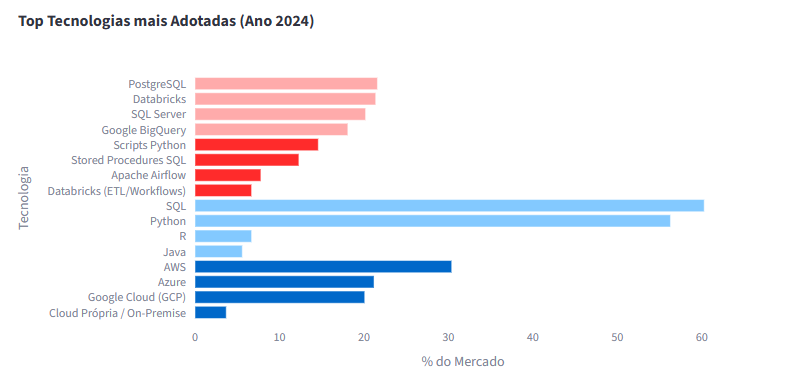 Top Tecnologias mais Adotadas (Ano 2024)
PostgreSQL
Databricks
SQL Server
Google BigQuery
Scripts Python
Stored Procedures SQL
Apache Airflow
Databricks (ETL/Workflows)
SQL
Python
R
Java
AWS
Azure
Google Cloud (GCP)
Cloud Própria / On-Premise
Tecnologia
0 10 20 30 40 50 60
% do Mercado